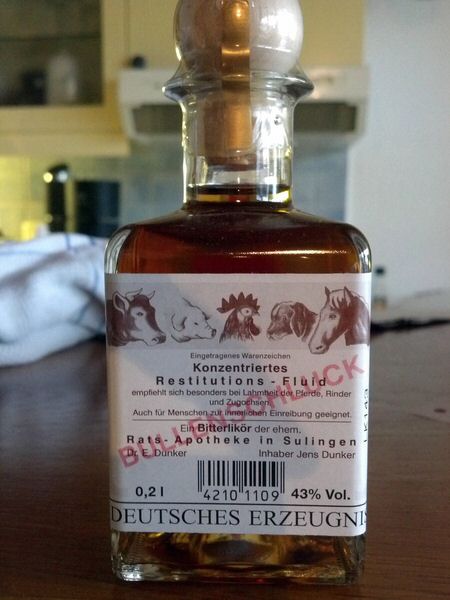 Eingetragenes Warenzeichen
Konzentriertes
Restitutions-Fluid
empfiehlt sich besonders bei Lahmheit der Pferde, Rinder
und Zugochsen.
Auch für Menschen zur innerlichen Einreibung geeignet.
BULLENSCHLUCK
Ein Bitterlikör der ehem.
Rats-Apotheke in Sulingen
Dr. E. Dunker Inhaber Jens Dunker
0,2 l 4210 1109 43% Vol.
DEUTSCHES ERZEUGNIS